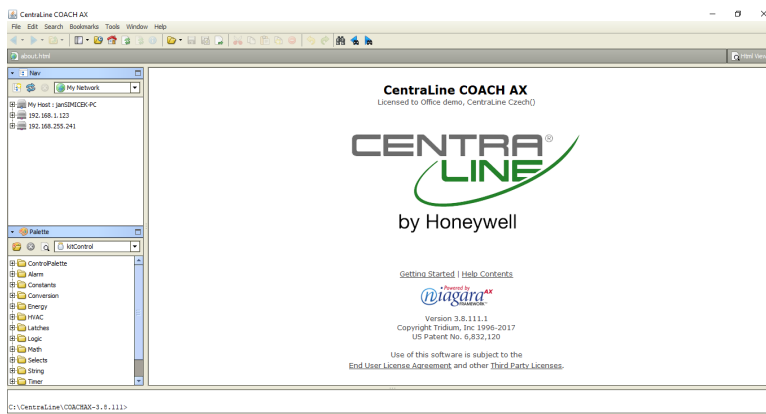 CentraLine COACH AX
File Edit Search Bookmarks Tools Window Help
about.html
Html View
Nav
My Network
My Host : janSIMICEK-PC
192.168.1.123
192.168.255.241
Palette
kitControl
ControlPalette
Alarm
Constants
Conversion
Energy
HVAC
Latches
Logic
Math
Selects
String
Timer
CentraLine COACH AX
Licensed to Office demo, CentraLine Czech()
CENTRA®
LINE
by Honeywell
Getting Started | Help Contents
Powered by
niagara AX
FRAMEWORK
Version 3.8.111.1
Copyright Tridium, Inc 1996-2017
US Patent No. 6,832,120
Use of this software is subject to the
End User License Agreement and other Third Party Licenses.
C:\CentraLine\COACHAX-3.8.111>